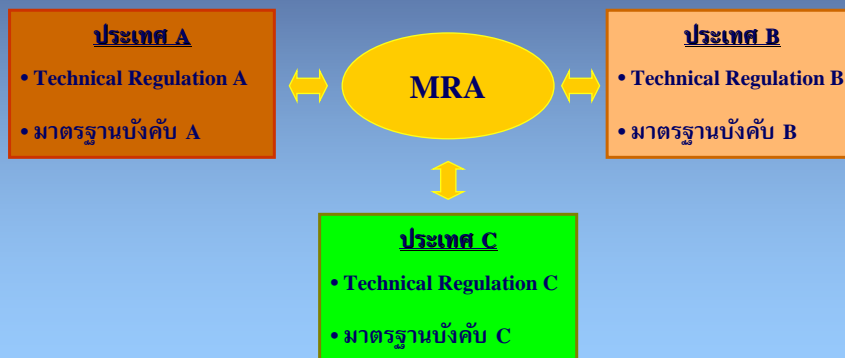 ประเทศ A
• Technical Regulation A
• มาตรฐานบังคับ A
MRA
ประเทศ B
• Technical Regulation B
• มาตรฐานบังคับ B
ประเทศ C
• Technical Regulation C
• มาตรฐานบังคับ C